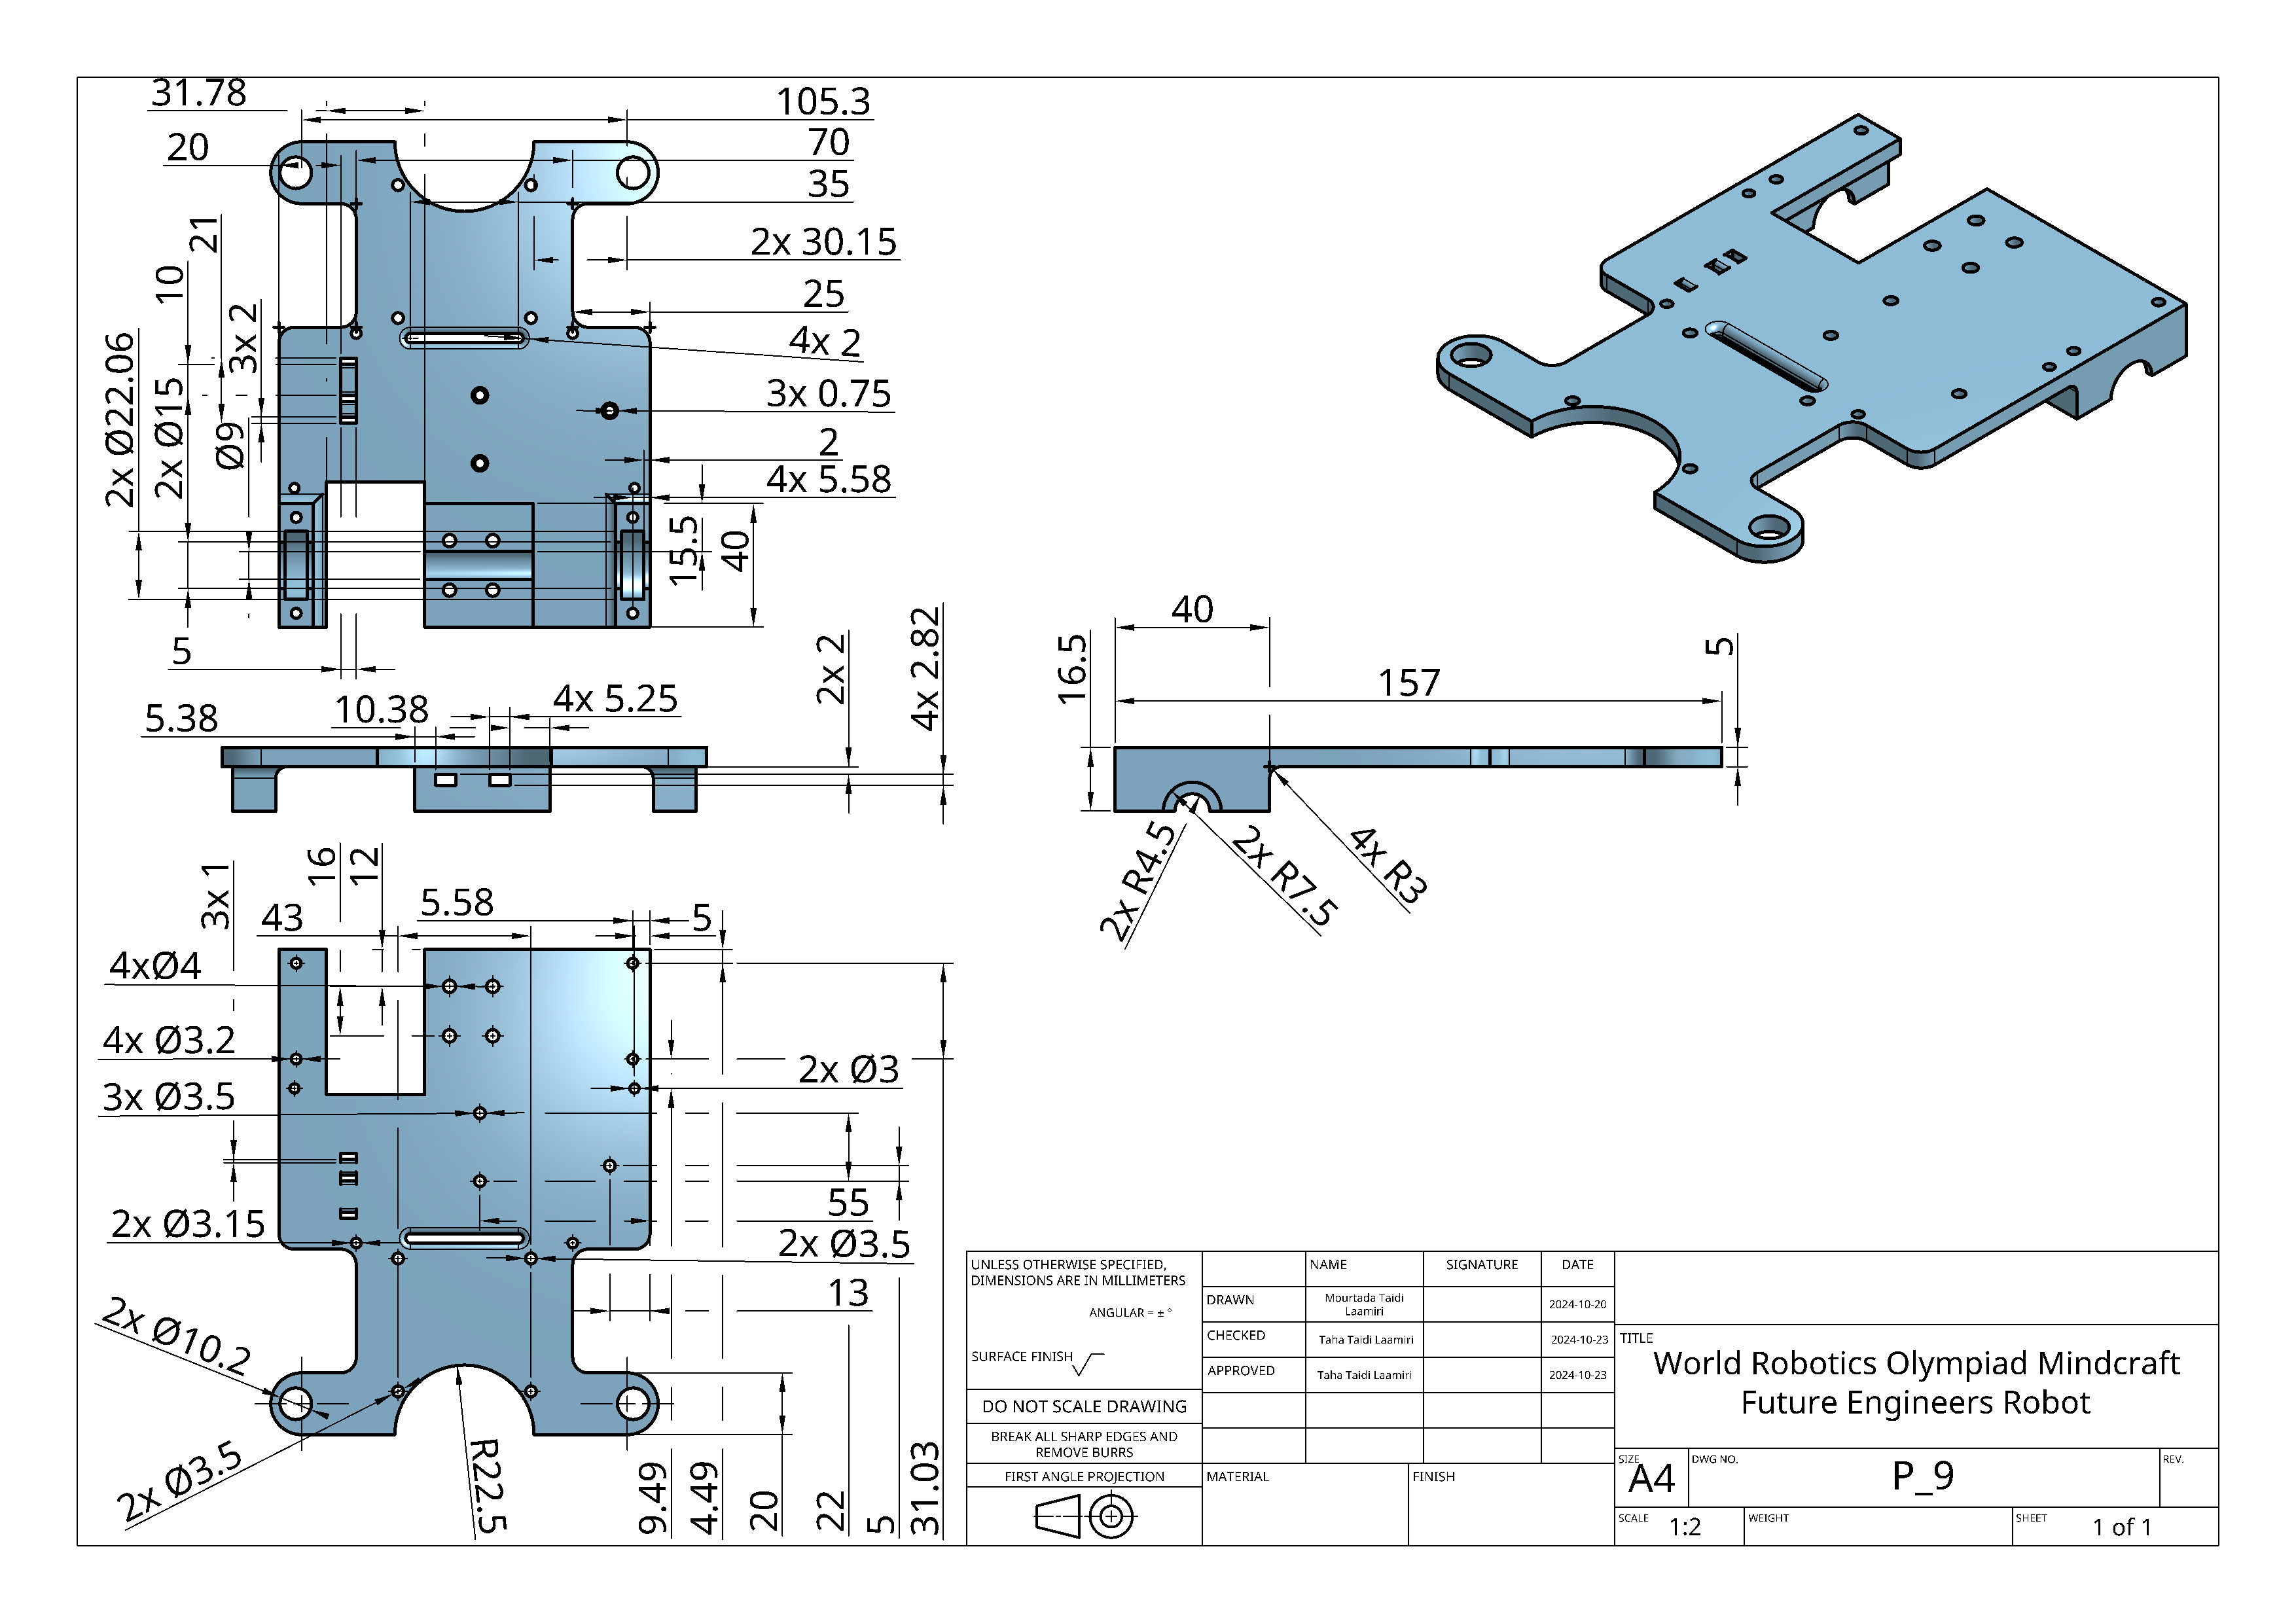 31.78
105.3
20
70
35
21
2x 30.15
10
25
3x 2
4x 2
2x Ø22.06
2x Ø15
3x 0.75
Ø9
2
4x 5.58
15.5
40
5
5.38
10.38
4x 5.25
2x 2
4x 2.82
40
16.5
157
5
2x R4.5
2x R7.5
4x R3
3x 1
16
12
43
5.58
5
4xØ4
4x Ø3.2
2x Ø3
3x Ø3.5
55
2x Ø3.15
2x Ø3.5
13
2x Ø10.2
2x Ø3.5
R22.5
9.49
4.49
20
22
5
31.03
UNLESS OTHERWISE SPECIFIED,
DIMENSIONS ARE IN MILLIMETERS
ANGULAR = ± °
SURFACE FINISH
DO NOT SCALE DRAWING
BREAK ALL SHARP EDGES AND
REMOVE BURRS
FIRST ANGLE PROJECTION
NAME
SIGNATURE
DATE
DRAWN
Mourtada Taidi
Laamiri
2024-10-20
CHECKED
Taha Taidi Laamiri
2024-10-23
APPROVED
Taha Taidi Laamiri
2024-10-23
MATERIAL
FINISH
TITLE
World Robotics Olympiad Mindcraft
Future Engineers Robot
SIZE
A4
DWG NO.
P_9
REV.
SCALE
1:2
WEIGHT
SHEET
1 of 1